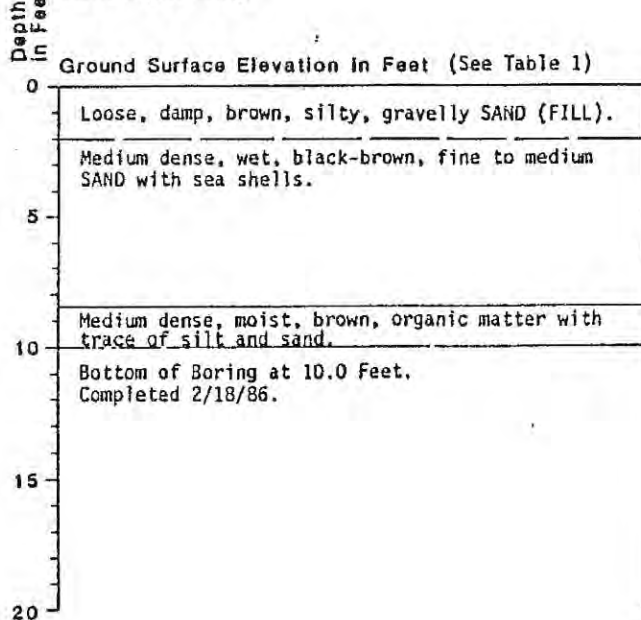 Depth
in Feet
Ground Surface Elevation in Feet (See Table 1)
0
Loose, damp, brown, silty, gravelly SAND (FILL).
Medium dense, wet, black-brown, fine to medium
SAND with sea shells.
5
Medium dense, moist, brown, organic matter with
trace of silt and sand.
10
Bottom of Boring at 10.0 Feet.
Completed 2/18/86.
15
20